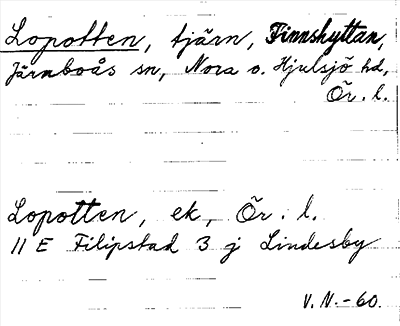 Lopotten, tjärn, Finnshyttan,
Järnboås sn, Nora o. Hjulsjö hd,
Ör. l.
Lopotten, ek, Ör. l.
11 E Filipstad 3 j Lindesby
V. N. -60.